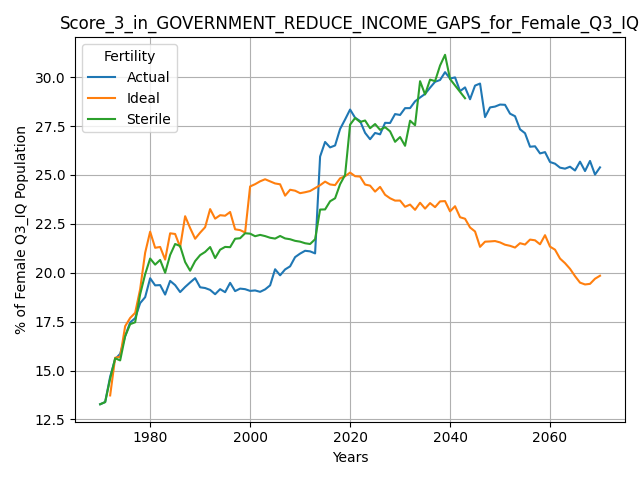 Score_3_in_GOVERNMENT_REDUCE_INCOME_GAPS_for_Female_Q3_IQ
Fertility
Actual
Ideal
Sterile
% of Female Q3_IQ Population
30.0
27.5
25.0
22.5
20.0
17.5
15.0
12.5
1980
2000
2020
2040
2060
Years